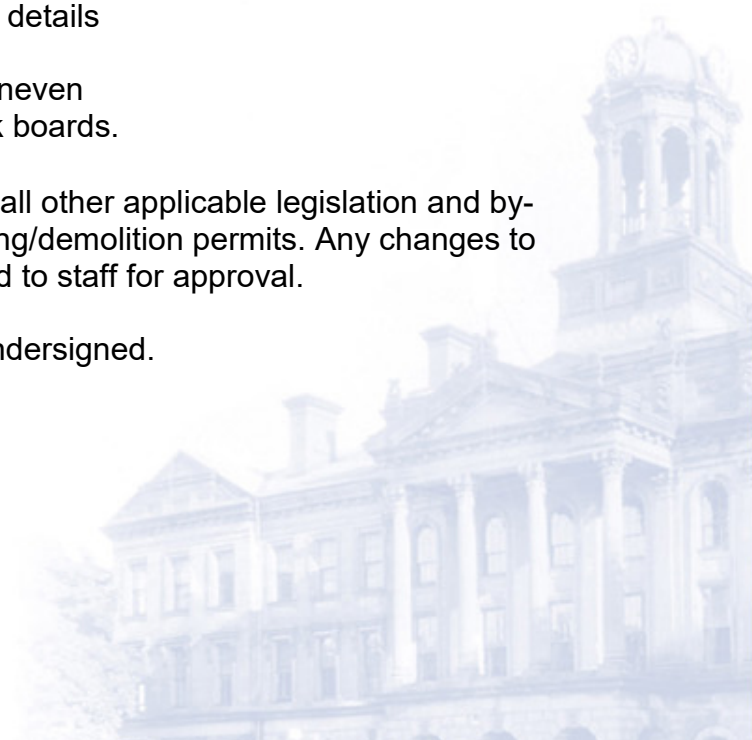 details
neven
boards.
all other applicable legislation and by-
ng/demolition permits. Any changes to
d to staff for approval.
ndersigned.